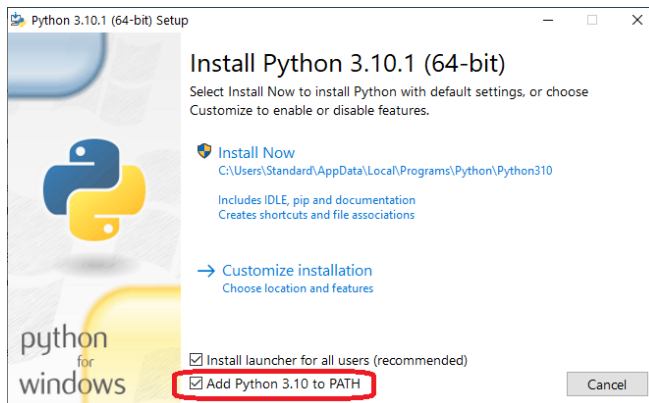 Python 3.10.1 (64-bit) Setup
Install Python 3.10.1 (64-bit)
Select Install Now to install Python with default settings, or choose
Customize to enable or disable features.
Install Now
C:\Users\Standard\AppData\Local\Programs\Python\Python310
Includes IDLE, pip and documentation
Creates shortcuts and file associations
Customize installation
Choose location and features
python
for
windows
Install launcher for all users (recommended)
Add Python 3.10 to PATH
Cancel